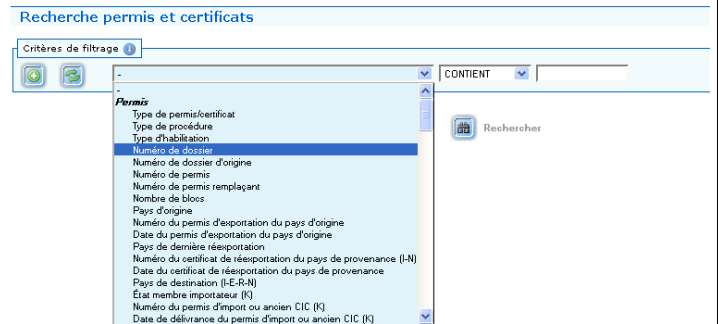 Recherche permis et certificats
Critères de filtrage
-
CONTIENT
-
Permis
Type de permis/certificat
Type de procédure
Type d'habilitation
Numéro de dossier
Numéro de dossier d'origine
Numéro de permis
Numéro de permis remplaçant
Nombre de blocs
Pays d'origine
Numéro du permis d'exportation du pays d'origine
Date du permis d'exportation du pays d'origine
Pays de dernière réexportation
Numéro du certificat de réexportation du pays de provenance (I-N)
Date du certificat de réexportation du pays de provenance
Pays de destination (I-E-R-N)
État membre importateur (K)
Numéro du permis d'import ou ancien CIC (K)
Date de délivrance du permis d'import ou ancien CIC (K)
Rechercher